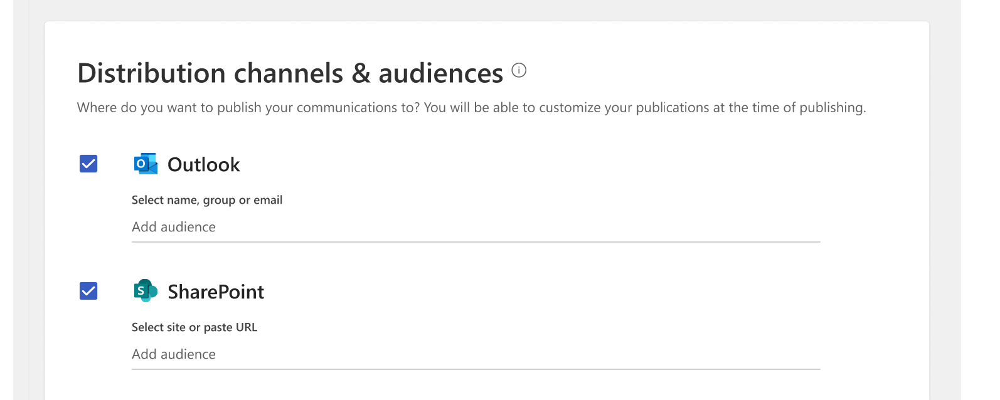 Distribution channels & audiences
Where do you want to publish your communications to? You will be able to customize your publications at the time of publishing.
Outlook
Select name, group or email
Add audience
SharePoint
Select site or paste URL
Add audience